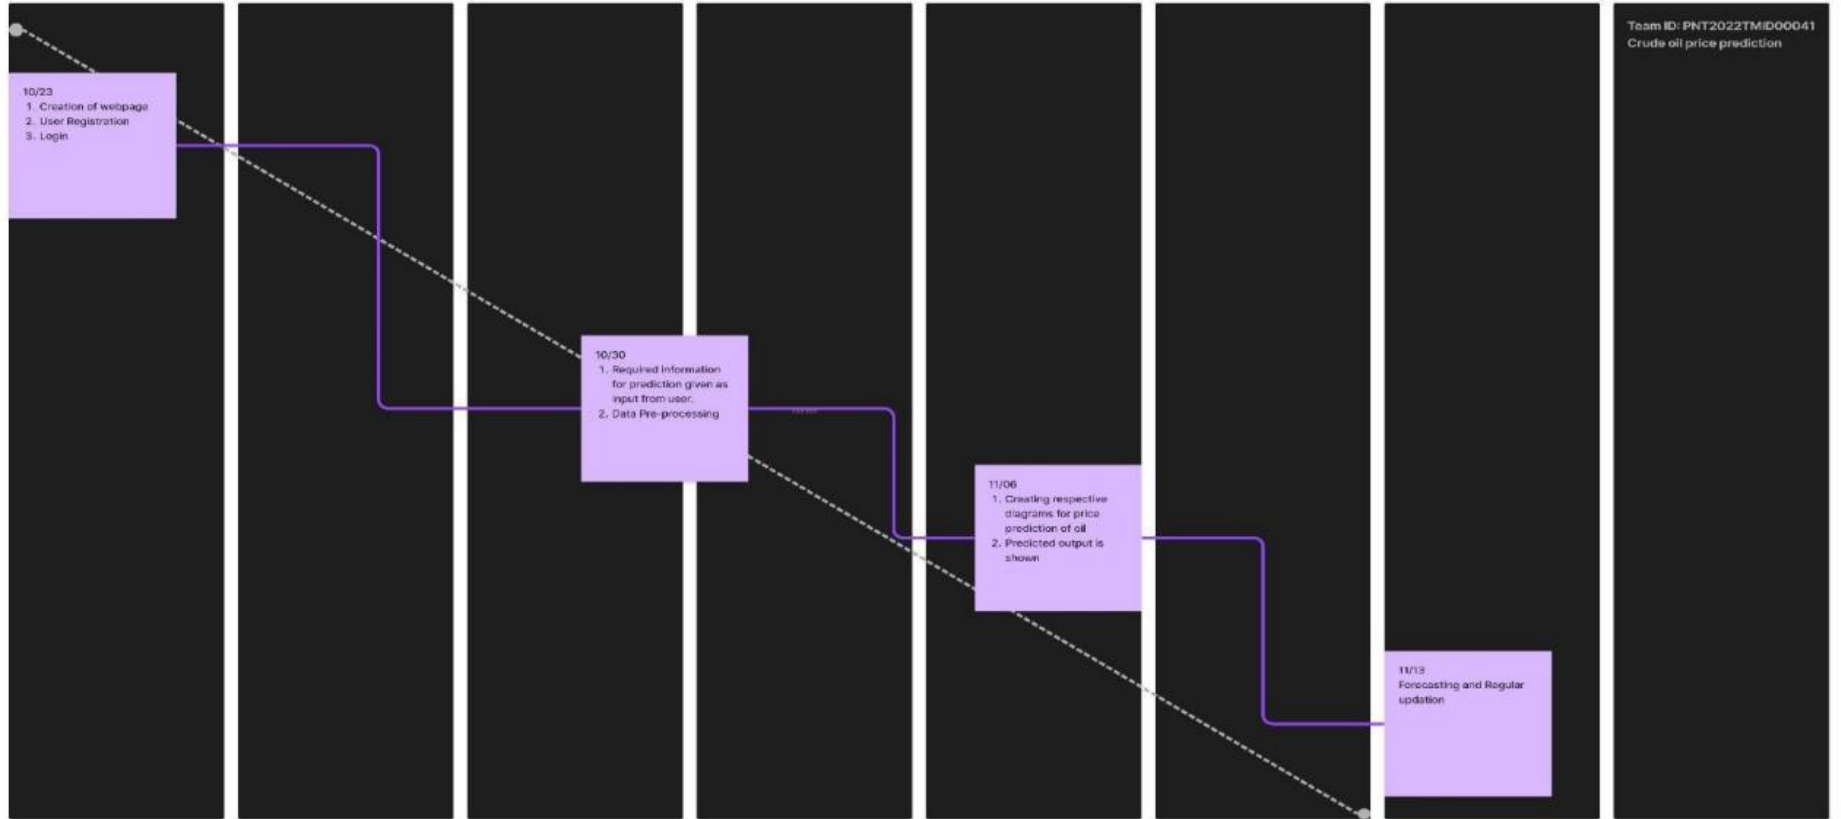 Team ID: PNT2022TMID00041
Crude oil price prediction
10/23
1. Creation of webpage
2. User Registration
3. Login
10/30
1. Required information
for prediction given as
input from user.
2. Data Pre-processing
11/06
1. Creating respective
diagrams for price
prediction of oil
2. Predicted output is
shown
11/13
Forecasting and Regular
updation